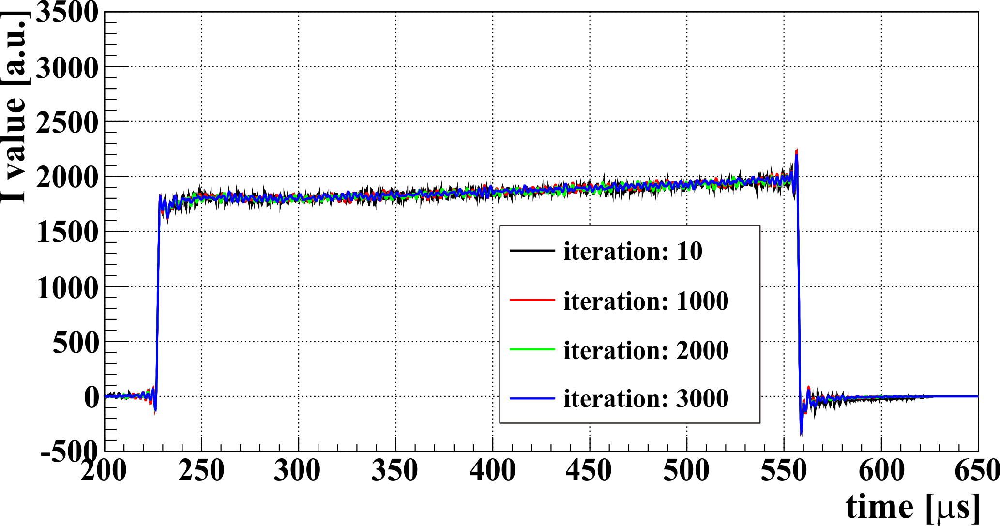 I value [a.u.]
3500
3000
2500
2000
1500
1000
500
0
-500
iteration: 10
iteration: 1000
iteration: 2000
iteration: 3000
200 250 300 350 400 450 500 550 600 650
time [μs]